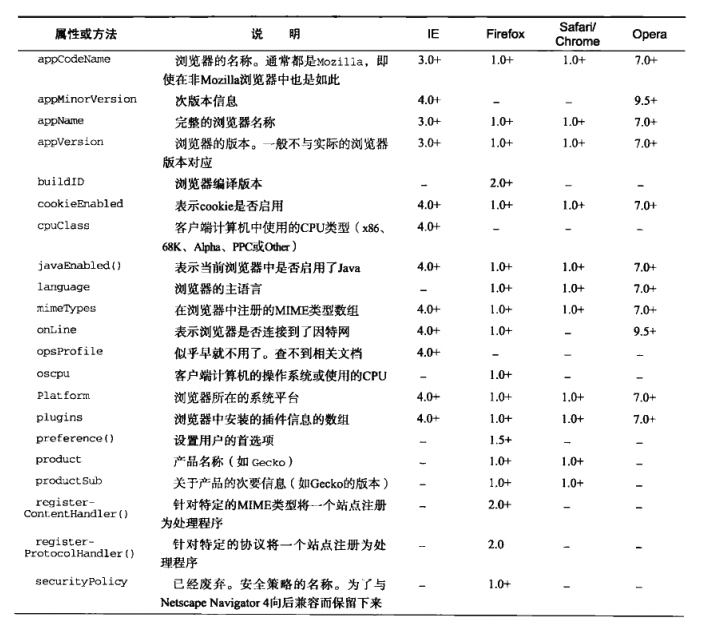 属性或方法 说 明 IE Firefox Safari/ Chrome Opera
appCodeName 浏览器的名称。通常都是Mozilla，即 3.0+ 1.0+ 1.0+ 7.0+
使在非Mozilla浏览器中也是如此
appMinorVersion 次版本信息 4.0+ – – 9.5+
appName 完整的浏览器名称 3.0+ 1.0+ 1.0+ 7.0+
appVersion 浏览器的版本。一般不与实际的浏览器 3.0+ 1.0+ 1.0+ 7.0+
版本对应
buildID 浏览器编译版本 – 2.0+ – –
cookieEnabled 表示cookie是否启用 4.0+ 1.0+ 1.0+ 7.0+
cpuClass 客户端计算机中使用的CPU类型（x86、 4.0+ – – –
68K、Alpha、PPC或Other）
javaEnabled() 表示当前浏览器中是否启用了Java 4.0+ 1.0+ 1.0+ 7.0+
language 浏览器的主语言 – 1.0+ 1.0+ 7.0+
mimeTypes 在浏览器中注册的MIME类型数组 4.0+ 1.0+ 1.0+ 7.0+
onLine 表示浏览器是否连接到了因特网 4.0+ 1.0+ – 9.5+
opsProfile 似乎早就不用了。查不到相关文档 4.0+ – – –
oscpu 客户端计算机的操作系统或使用的CPU – 1.0+ – –
Platform 浏览器所在的系统平台 4.0+ 1.0+ 1.0+ 7.0+
plugins 浏览器中安装的插件信息的数组 4.0+ 1.0+ 1.0+ 7.0+
preference() 设置用户的首选项 – 1.5+ – –
product 产品名称（如 Gecko） – 1.0+ 1.0+ –
productSub 关于产品的次要信息（如Gecko的版本） – 1.0+ 1.0+ –
register- 针对特定的MIME类型将一个站点注册 – 2.0+ – –
ContentHandler() 为处理程序
register- 针对特定的协议将一个站点注册为处 – 2.0 – –
ProtocolHandler() 理程序
securityPolicy 已经废弃。安全策略的名称。为了与 – 1.0+ – –
Netscape Navigator 4向后兼容而保留下来